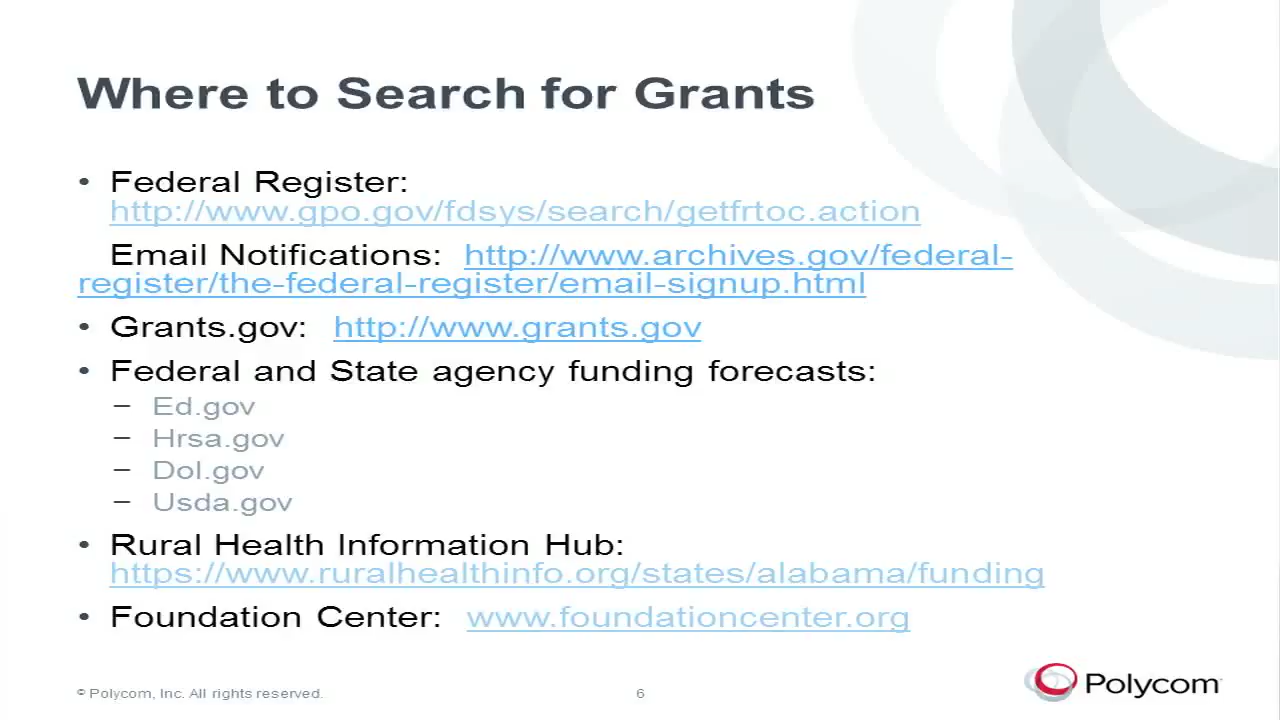 Where to Search for Grants
• Federal Register:
http://www.gpo.gov/fdsys/search/getfrtoc.action
Email Notifications: http://www.archives.gov/federal-
register/the-federal-register/email-signup.html
• Grants.gov: http://www.grants.gov
• Federal and State agency funding forecasts:
– Ed.gov
– Hrsa.gov
– Dol.gov
– Usda.gov
• Rural Health Information Hub:
https://www.ruralhealthinfo.org/states/alabama/funding
• Foundation Center: www.foundationcenter.org
© Polycom, Inc. All rights reserved.
6
Polycom